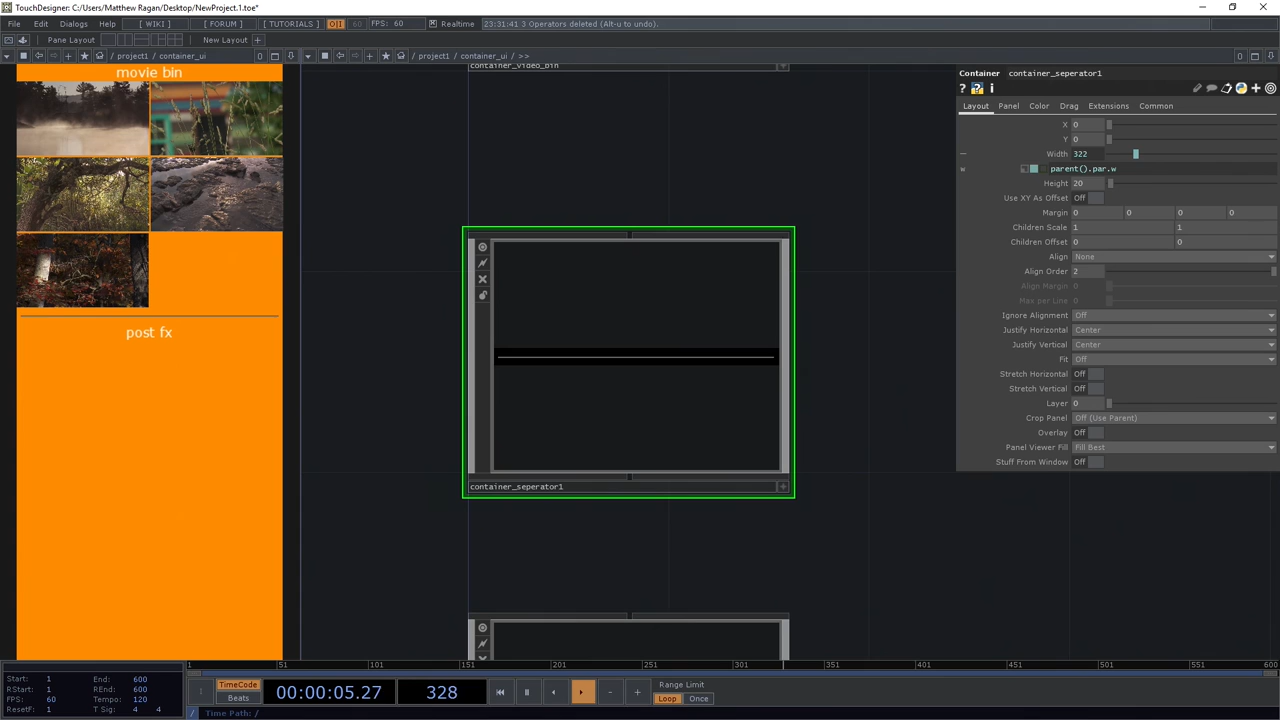 TouchDesigner: C:/Users/Matthew Ragan/Desktop/NewProject.1.toe*
File Edit Dialogs Help [ WIKI ] [ FORUM ] [ TUTORIALS ] O|I 60 FPS: 60 Realtime 23:31:41 3 Operators deleted (Alt-u to undo).
Pane Layout New Layout +
/ project1 / container_ui 0
/ project1 / container_ui / >> 0
movie bin
post fx
container_video_bin
container_seperator1
Container container_seperator1
? ? i
Layout Panel Color Drag Extensions Common
X 0
Y 0
Width 322
w parent().par.w
Height 20
Use XY As Offset Off
Margin 0 0 0 0
Children Scale 1 1
Children Offset 0 0
Align None
Align Order 2
Align Margin 0
Max per Line 0
Ignore Alignment Off
Justify Horizontal Center
Justify Vertical Center
Fit Off
Stretch Horizontal Off
Stretch Vertical Off
Layer 0
Crop Panel Off (Use Parent)
Overlay Off
Panel Viewer Fill Fill Best
Stuff From Window Off
1 51 101 151 201 251 301 351 401 451 501 551 600
Start: 1 End: 600
RStart: 1 REnd: 600
FPS: 60 Tempo: 120
ResetF: 1 T Sig: 4 4
TimeCode
Beats
00:00:05.27
328
- +
Range Limit
Loop Once
/ Time Path: /